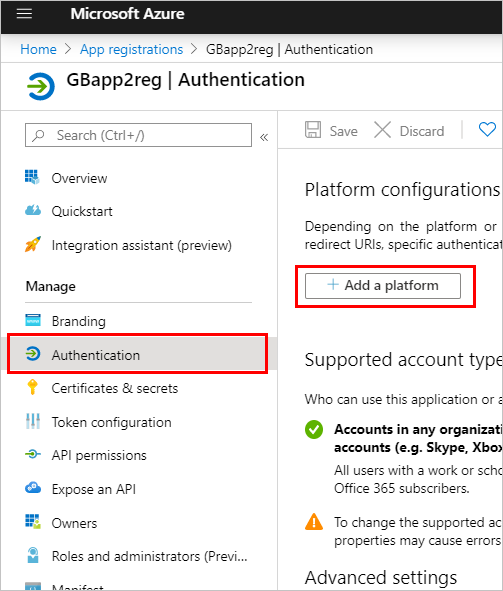 Microsoft Azure
Home > App registrations > GBapp2reg | Authentication
GBapp2reg | Authentication
Search (Ctrl+/)
«
Overview
Quickstart
Integration assistant (preview)
Manage
Branding
Authentication
Certificates & secrets
Token configuration
API permissions
Expose an API
Owners
Roles and administrators (Previ...
Manifest
Save
Discard
Platform configurations
Depending on the platform or
redirect URIs, specific authenticat
+ Add a platform
Supported account type
Who can use this application or a
Accounts in any organizati
accounts (e.g. Skype, Xbox
All users with a work or scho
Office 365 subscribers.
To change the supported ac
properties may cause errors
Advanced settings